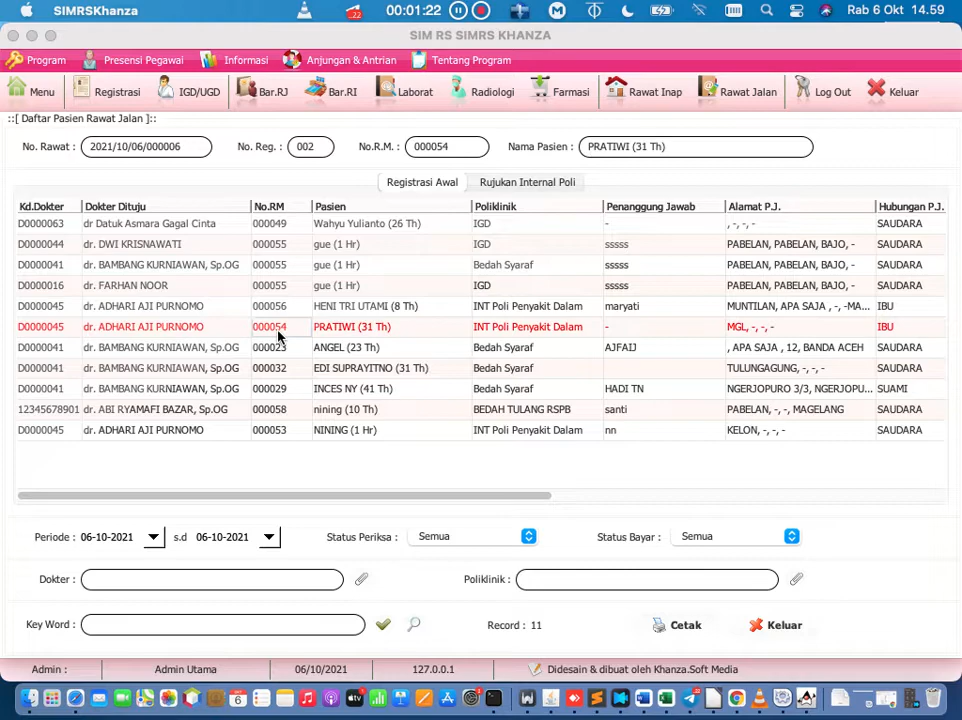 SIMRSKhanza 22 00:01:22 Rab 6 Okt 14.59
SIM RS SIMRS KHANZA
Program Presensi Pegawai Informasi Anjungan & Antrian Tentang Program
Menu Registrasi IGD/UGD Bar.RJ Bar.RI Laborat Radiologi Farmasi Rawat Inap Rawat Jalan Log Out Keluar
::[ Daftar Pasien Rawat Jalan ]::
No. Rawat : 2021/10/06/000006 No. Reg. : 002 No.R.M. : 000054 Nama Pasien : PRATIWI (31 Th)
Registrasi Awal Rujukan Internal Poli
Kd.Dokter Dokter Dituju No.RM Pasien Poliklinik Penanggung Jawab Alamat P.J. Hubungan P.J.
D0000063 dr Datuk Asmara Gagal Cinta 000049 Wahyu Yulianto (26 Th) IGD - , -, -, - SAUDARA
D0000044 dr. DWI KRISNAWATI 000055 gue (1 Hr) IGD sssss PABELAN, PABELAN, BAJO, - SAUDARA
D0000041 dr. BAMBANG KURNIAWAN, Sp.OG 000055 gue (1 Hr) Bedah Syaraf sssss PABELAN, PABELAN, BAJO, - SAUDARA
D0000016 dr. FARHAN NOOR 000055 gue (1 Hr) IGD sssss PABELAN, PABELAN, BAJO, - SAUDARA
D0000045 dr. ADHARI AJI PURNOMO 000056 HENI TRI UTAMI (8 Th) INT Poli Penyakit Dalam maryati MUNTILAN, APA SAJA , -, -MA... IBU
D0000045 dr. ADHARI AJI PURNOMO 000054 PRATIWI (31 Th) INT Poli Penyakit Dalam - MGL, -, -, - IBU
D0000041 dr. BAMBANG KURNIAWAN, Sp.OG 000023 ANGEL (23 Th) Bedah Syaraf AJFAIJ , APA SAJA , 12, BANDA ACEH SAUDARA
D0000041 dr. BAMBANG KURNIAWAN, Sp.OG 000032 EDI SUPRAYITNO (31 Th) Bedah Syaraf TULUNGAGUNG, -, -, - SAUDARA
D0000041 dr. BAMBANG KURNIAWAN, Sp.OG 000029 INCES NY (41 Th) Bedah Syaraf HADI TN NGERJOPURO 3/3, NGERJOPU... SUAMI
12345678901 dr. ABI RYAMAFI BAZAR, Sp.OG 000058 nining (10 Th) BEDAH TULANG RSPB santi PABELAN, -, -, MAGELANG SAUDARA
D0000045 dr. ADHARI AJI PURNOMO 000053 NINING (1 Hr) INT Poli Penyakit Dalam nn KELON, -, -, - SAUDARA
Periode : 06-10-2021 s.d 06-10-2021 Status Periksa : Semua Status Bayar : Semua
Dokter : Poliklinik :
Key Word : Record : 11 Cetak Keluar
Admin : Admin Utama 06/10/2021 127.0.0.1 Didesain & dibuat oleh Khanza.Soft Media